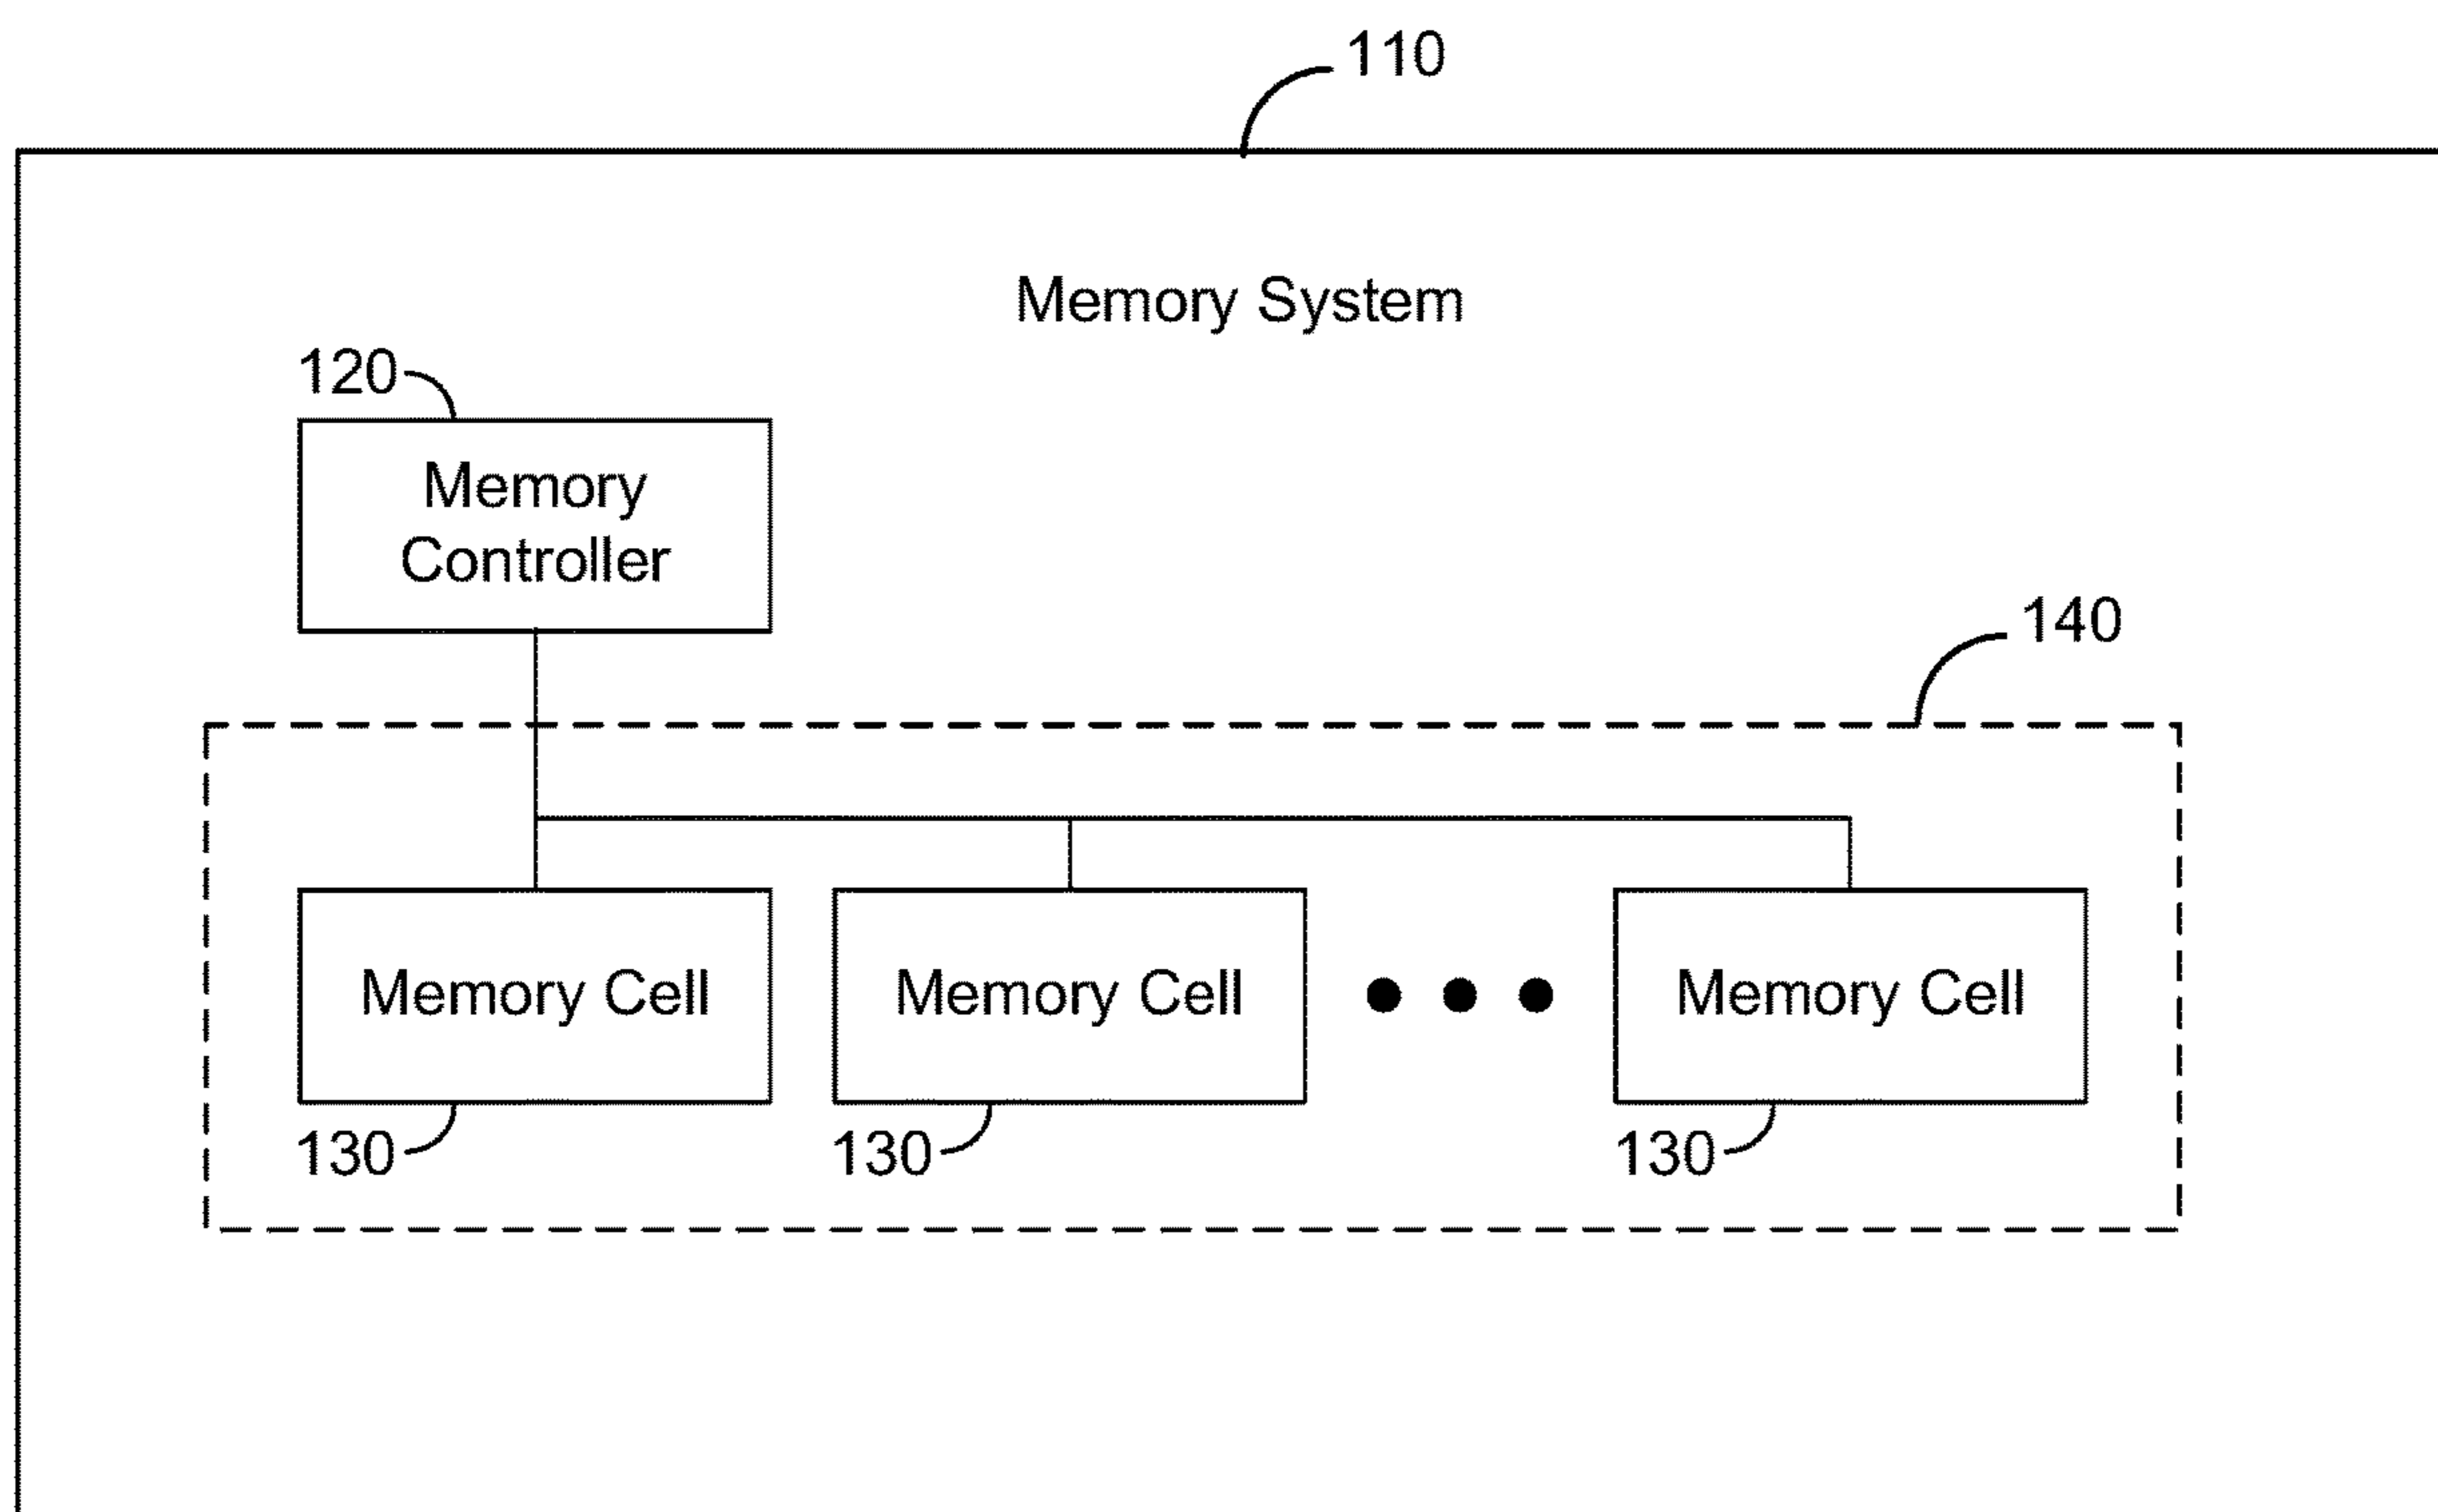 110
Memory System
120
Memory
Controller
140
Memory Cell
Memory Cell
Memory Cell
130
130
130